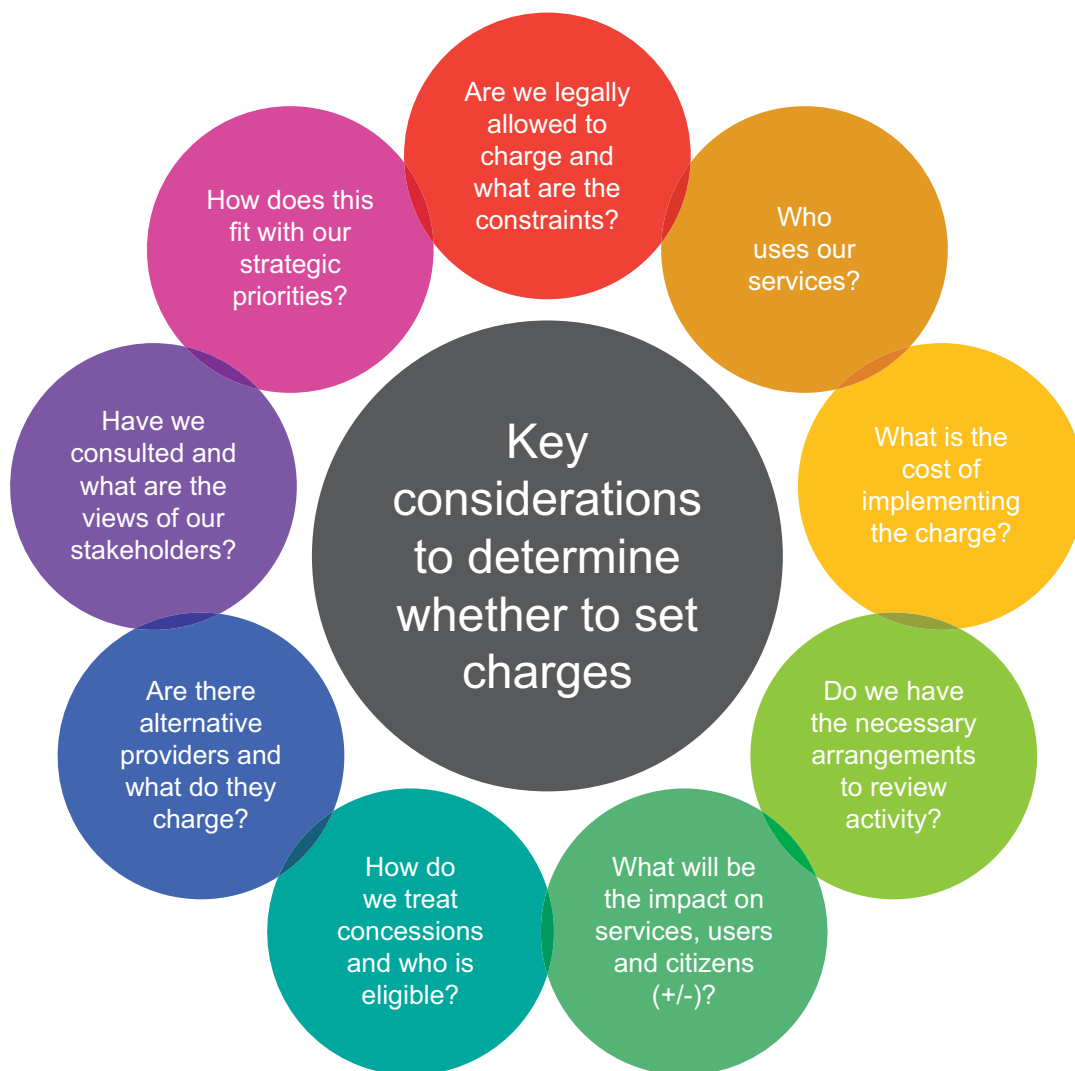 Are we legally
allowed to
charge and
what are the
constraints?
Who
uses our
services?
What is the
cost of
implementing
the charge?
Do we have
the necessary
arrangements
to review
activity?
What will be
the impact on
services, users
and citizens
(+/-)?
How do
we treat
concessions
and who is
eligible?
Are there
alternative
providers and
what do they
charge?
Have we
consulted and
what are the
views of our
stakeholders?
How does this
fit with our
strategic
priorities?
Key
considerations
to determine
whether to set
charges